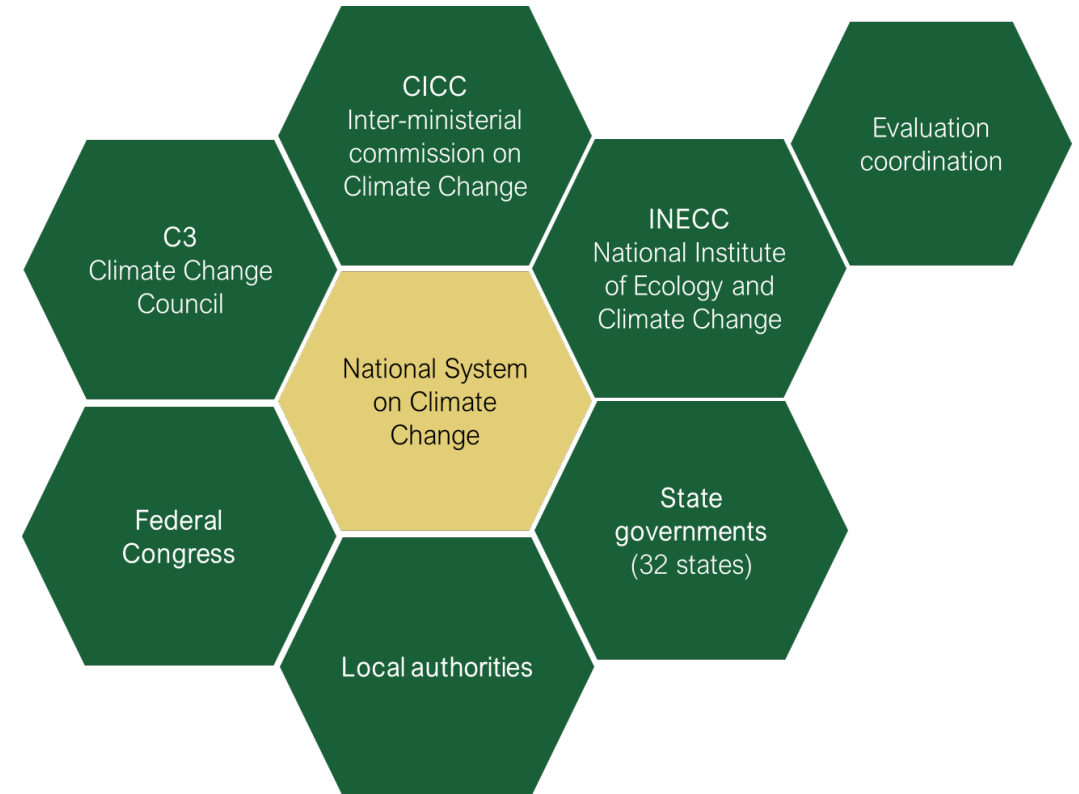 CICC
Inter-ministerial
commission on
Climate Change
Evaluation
coordination
C3
Climate Change
Council
INECC
National Institute
of Ecology and
Climate Change
National System
on Climate
Change
Federal
Congress
State
governments
(32 states)
Local authorities